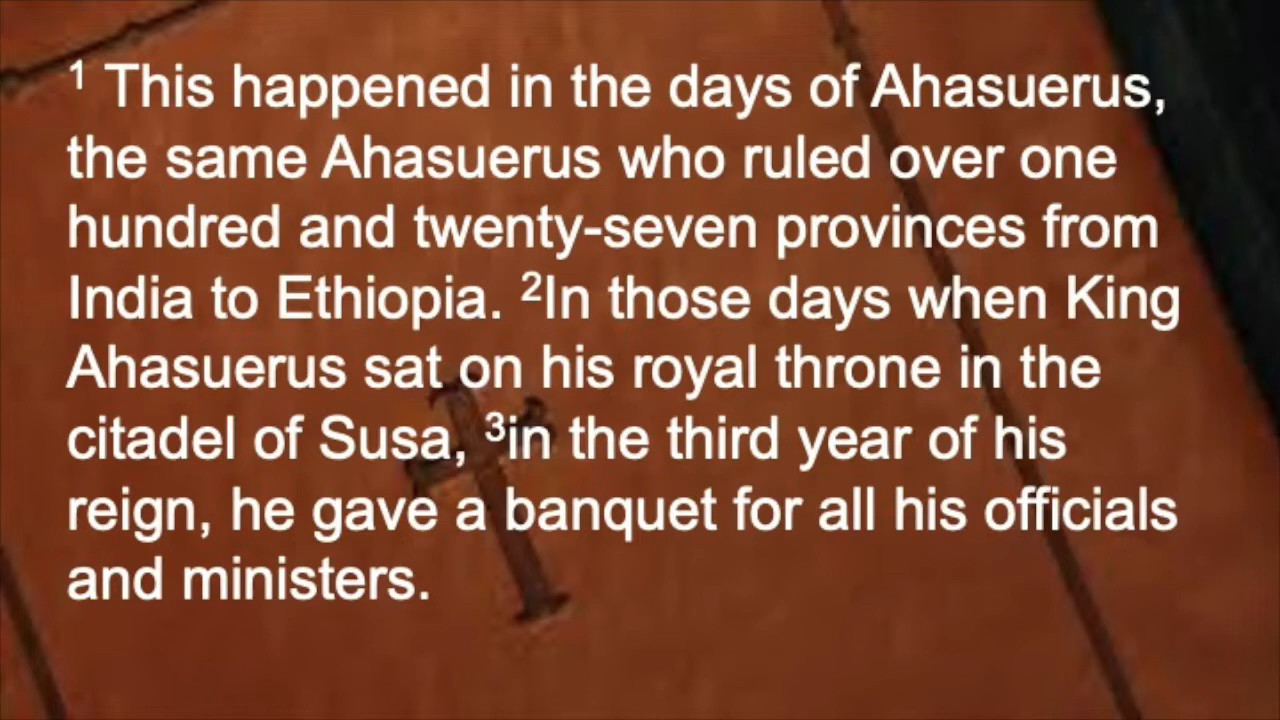 ¹ This happened in the days of Ahasuerus,
the same Ahasuerus who ruled over one
hundred and twenty-seven provinces from
India to Ethiopia. ²In those days when King
Ahasuerus sat on his royal throne in the
citadel of Susa, ³in the third year of his
reign, he gave a banquet for all his officials
and ministers.